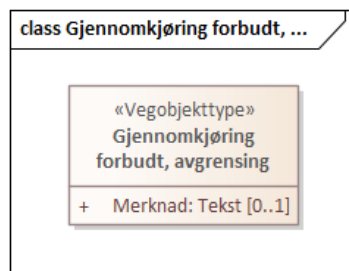 class Gjennomkjøring forbudt, ...
«Vegobjekttype»
Gjennomkjøring
forbudt, avgrensing
+ Merknad: Tekst [0..1]